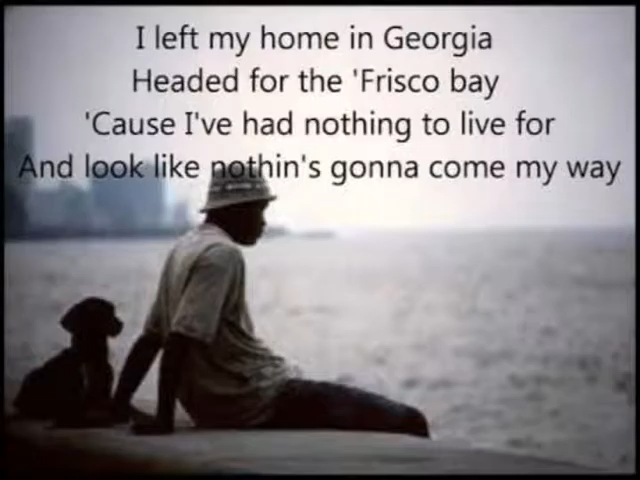 I left my home in Georgia
Headed for the 'Frisco bay
'Cause I've had nothing to live for
And look like nothin's gonna come my way